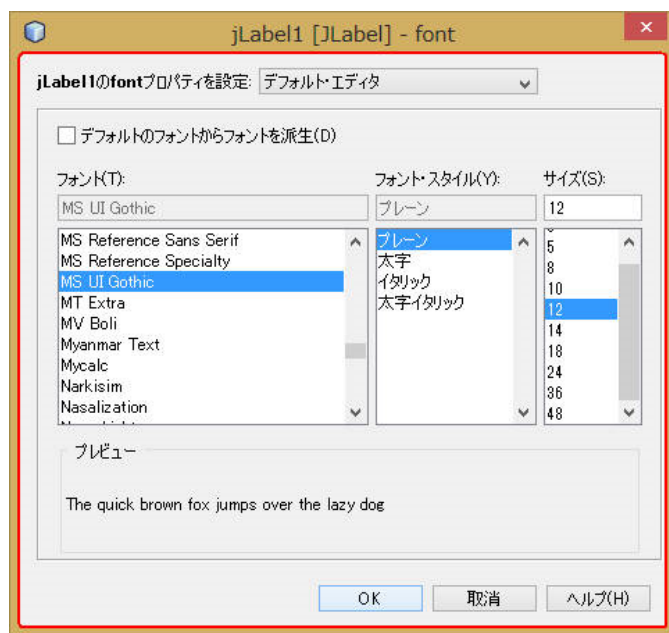 jLabel1 [JLabel] - font
jLabel1のfontプロパティを設定: デフォルト・エディタ
デフォルトのフォントからフォントを派生(D)
フォント(T):
フォント・スタイル(Y):
サイズ(S):
MS UI Gothic
プレーン
12
MS Reference Sans Serif
MS Reference Specialty
MS UI Gothic
MT Extra
MV Boli
Myanmar Text
Mycalc
Narkisim
Nasalization
プレーン
太字
イタリック
太字イタリック
5
8
10
12
14
18
24
36
48
プレビュー
The quick brown fox jumps over the lazy dog
OK 取消 ヘルプ(H)